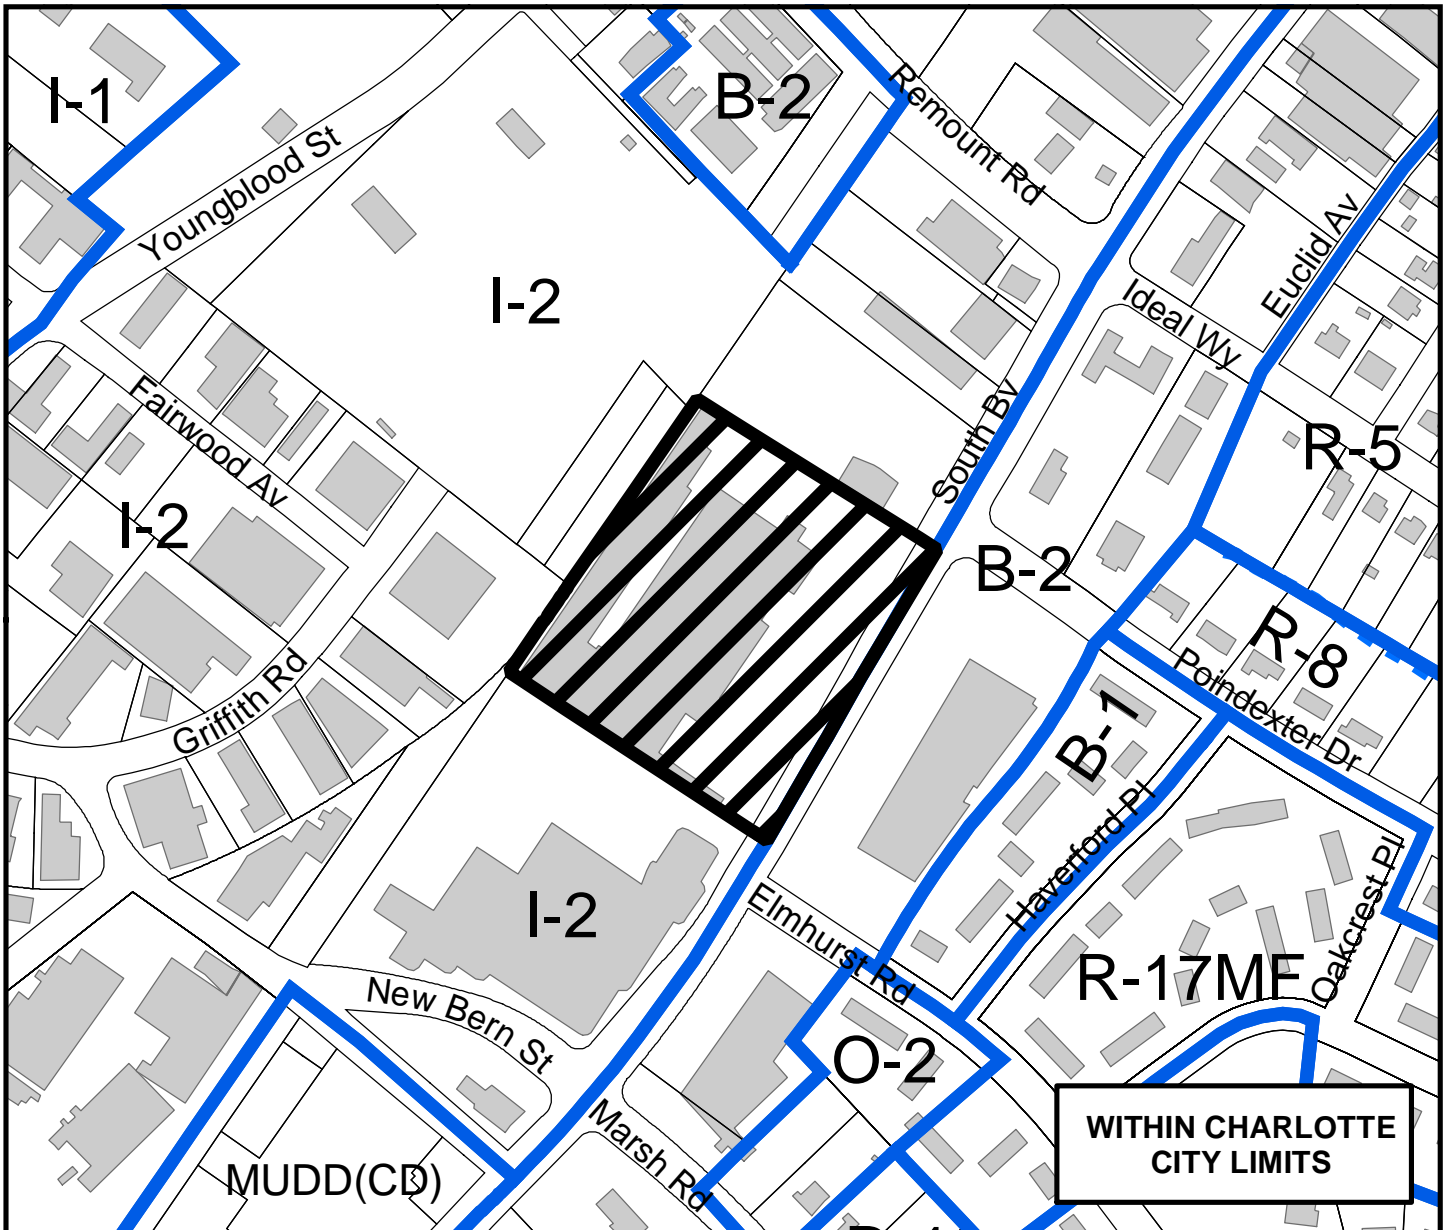 I-1
B-2
Remount Rd
Youngblood St
Euclid Av
I-2
Ideal Wy
Fairwood Av
South Bv
R-5
I-2
B-2
R-8
Poindexter Dr
Griffith Rd
B-1
Haverford Pl
Oakcrest Pl
I-2
Elmhurst Rd
R-17MF
New Bern St
O-2
Marsh Rd
MUDD(CD)
WITHIN CHARLOTTE
CITY LIMITS